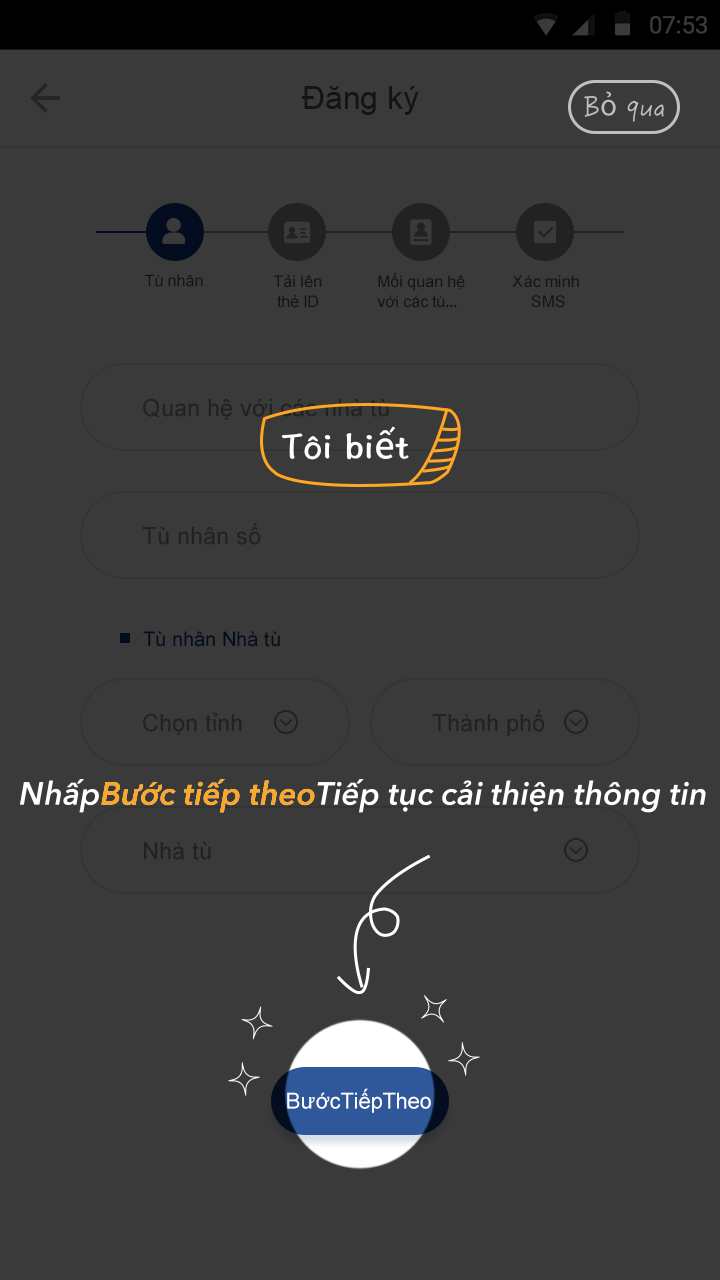 07:53
Đăng ký
Bỏ qua
Tù nhân
Tải lên
thẻ ID
Mối quan hệ
với các tù...
Xác minh
SMS
Quan hệ với các nhà tù
Tôi biết
Tù nhân số
Tù nhân Nhà tù
Chọn tỉnh
Thành phố
NhấpBước tiếp theoTiếp tục cải thiện thông tin
Nhà tù
BướcTiếpTheo